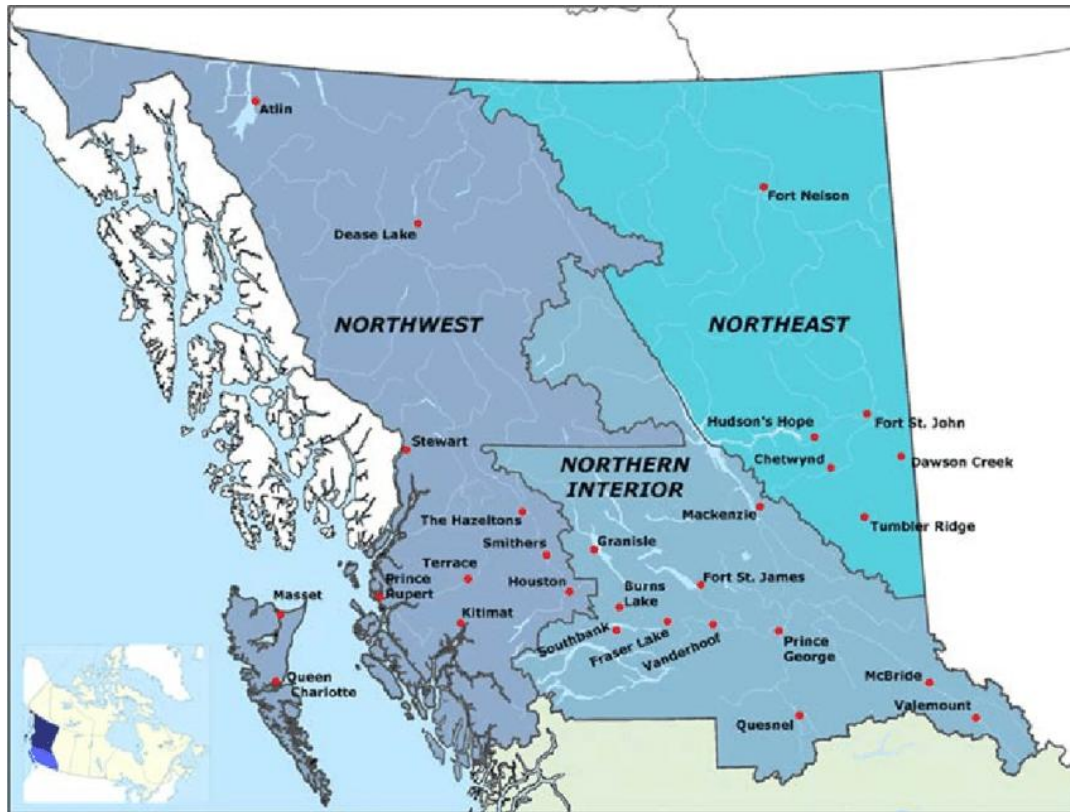 Atlin
Fort Nelson
Dease Lake
NORTHWEST
NORTHEAST
Hudson's Hope
Fort St. John
Stewart
Chetwynd
Dawson Creek
NORTHERN
INTERIOR
The Hazeltons
Mackenzie
Tumbler Ridge
Smithers
Granisle
Terrace
Houston
Burns
Lake
Fort St. James
Prince
Rupert
Masset
Kitimat
Southbank
Fraser Lake
Vanderhoof
Prince
George
Queen
Charlotte
McBride
Valemount
Quesnel